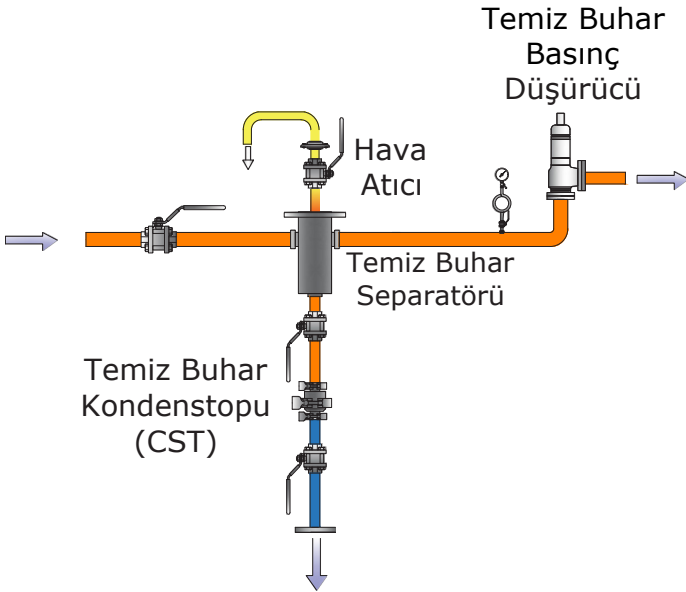 Temiz Buhar
Basınç
Düşürücü
Hava
Atıcı
Temiz Buhar
Separatörü
Temiz Buhar
Kondenstopu
(CST)